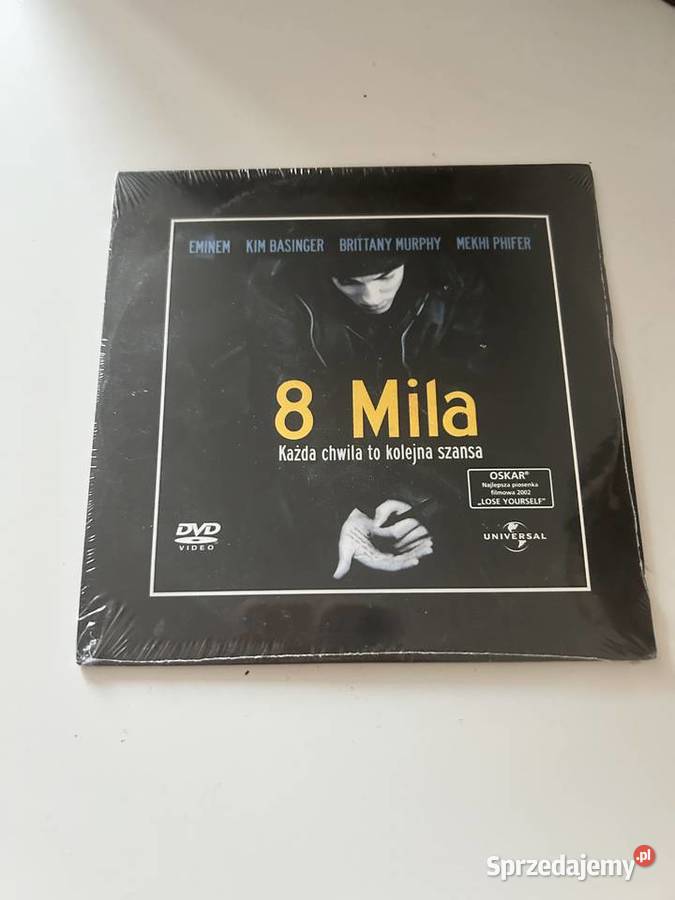 EMINEM KIM BASINGER BRITTANY MURPHY MEKHI PHIFER
8 Mila
Każda chwila to kolejna szansa
OSKAR®
Najlepsza piosenka
filmowa 2002
„LOSE YOURSELF”
DVD
VIDEO
UNIVERSAL
Sprzedajemy.pl